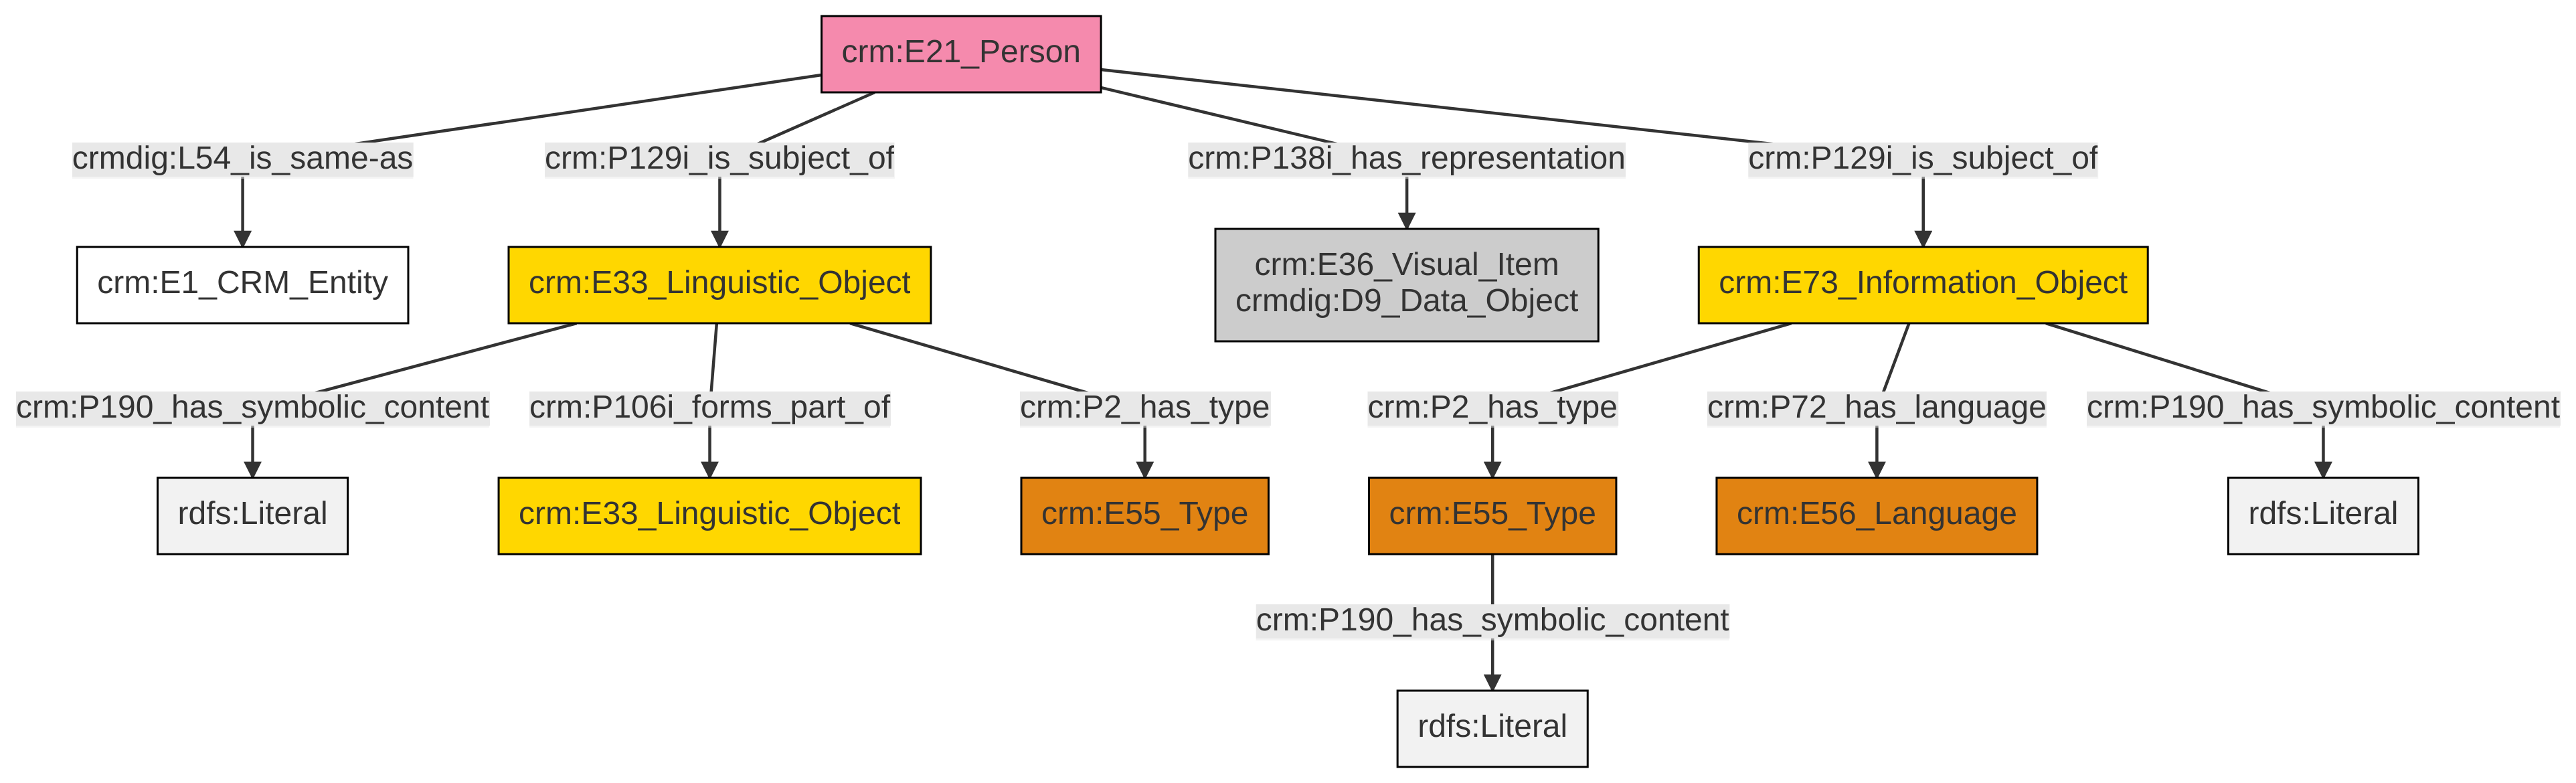 crm:E21_Person
crmdig:L54_is_same-as
crm:P129i_is_subject_of
crm:P138i_has_representation
crm:P129i_is_subject_of
crm:E1_CRM_Entity
crm:E33_Linguistic_Object
crm:E36_Visual_Item
crmdig:D9_Data_Object
crm:E73_Information_Object
crm:P190_has_symbolic_content
crm:P106i_forms_part_of
crm:P2_has_type
crm:P2_has_type
crm:P72_has_language
crm:P190_has_symbolic_content
rdfs:Literal
crm:E33_Linguistic_Object
crm:E55_Type
crm:E55_Type
crm:E56_Language
rdfs:Literal
crm:P190_has_symbolic_content
rdfs:Literal